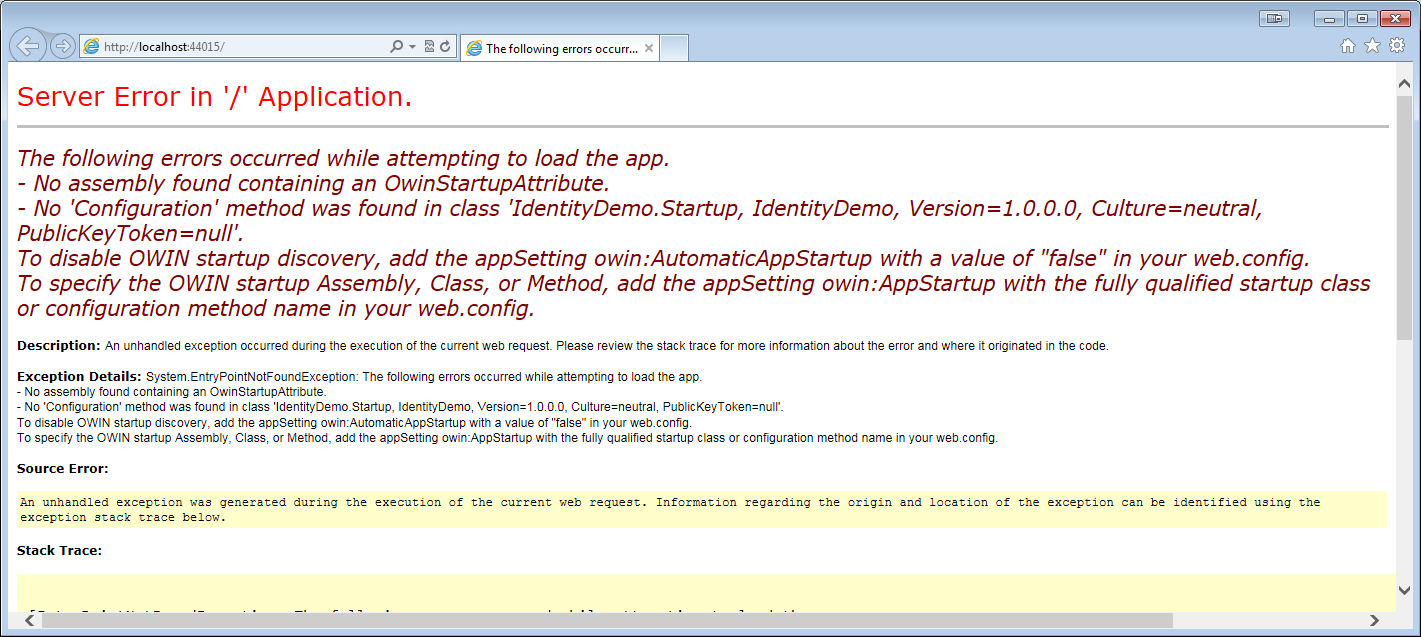 http://localhost:44015/
The following errors occurr...
Server Error in '/' Application.
The following errors occurred while attempting to load the app.
- No assembly found containing an OwinStartupAttribute.
- No 'Configuration' method was found in class 'IdentityDemo.Startup, IdentityDemo, Version=1.0.0.0, Culture=neutral,
PublicKeyToken=null'.
To disable OWIN startup discovery, add the appSetting owin:AutomaticAppStartup with a value of "false" in your web.config.
To specify the OWIN startup Assembly, Class, or Method, add the appSetting owin:AppStartup with the fully qualified startup class
or configuration method name in your web.config.
Description: An unhandled exception occurred during the execution of the current web request. Please review the stack trace for more information about the error and where it originated in the code.
Exception Details: System.EntryPointNotFoundException: The following errors occurred while attempting to load the app.
- No assembly found containing an OwinStartupAttribute.
- No 'Configuration' method was found in class 'IdentityDemo.Startup, IdentityDemo, Version=1.0.0.0, Culture=neutral, PublicKeyToken=null'.
To disable OWIN startup discovery, add the appSetting owin:AutomaticAppStartup with a value of "false" in your web.config.
To specify the OWIN startup Assembly, Class, or Method, add the appSetting owin:AppStartup with the fully qualified startup class or configuration method name in your web.config.
Source Error:
An unhandled exception was generated during the execution of the current web request. Information regarding the origin and location of the exception can be identified using the
exception stack trace below.
Stack Trace: